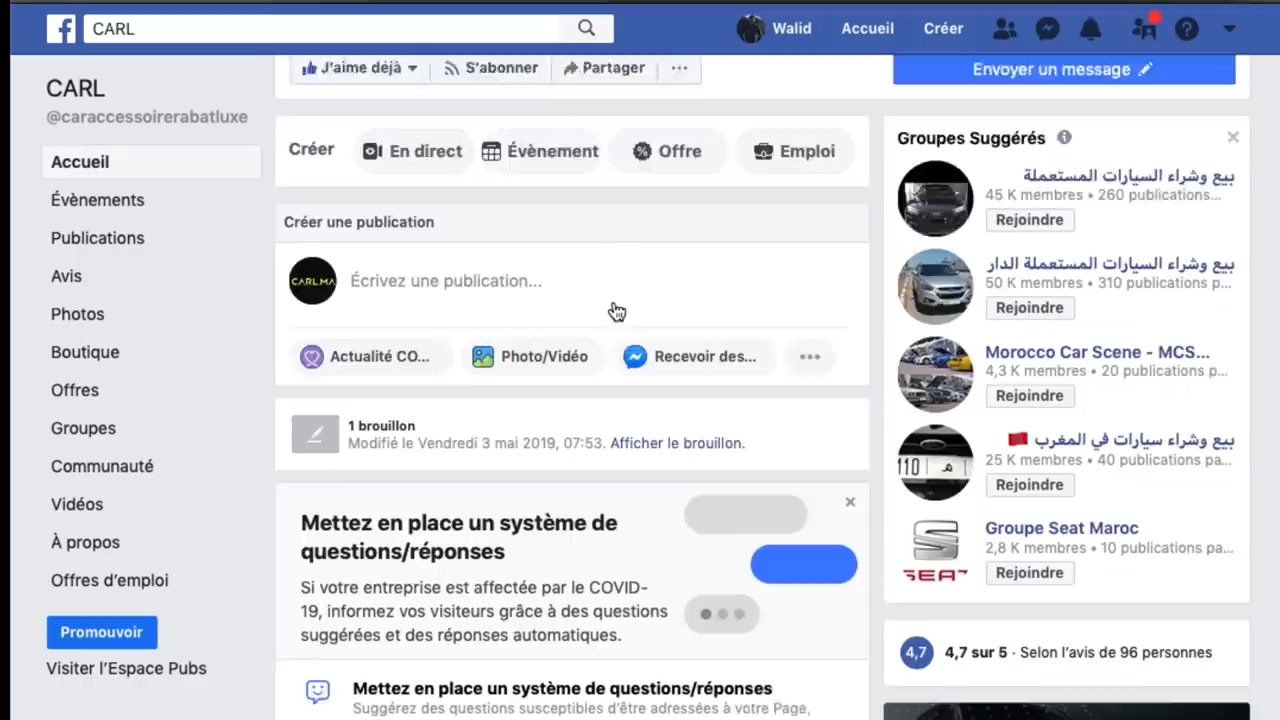 CARL
Walid
Accueil
Créer
J'aime déjà
S'abonner
Partager
Envoyer un message
CARL
@caraccessoirerabatluxe
Accueil
Évènements
Publications
Avis
Photos
Boutique
Offres
Groupes
Communauté
Vidéos
À propos
Offres d'emploi
Promouvoir
Visiter l'Espace Pubs
Créer
En direct
Évènement
Offre
Emploi
Créer une publication
CARL.MA
Écrivez une publication...
Actualité CO...
Photo/Vidéo
Recevoir des...
1 brouillon
Modifié le Vendredi 3 mai 2019, 07:53. Afficher le brouillon.
Mettez en place un système de
questions/réponses
Si votre entreprise est affectée par le COVID-
19, informez vos visiteurs grâce à des questions
suggérées et des réponses automatiques.
Mettez en place un système de questions/réponses
Suggérez des questions susceptibles d'être adressées à votre Page,
Groupes Suggérés
بيع وشراء السيارات المستعملة
45 K membres • 260 publications...
Rejoindre
بيع وشراء السيارات المستعملة الدار
50 K membres • 310 publications p...
Rejoindre
Morocco Car Scene - MCS...
4,3 K membres • 20 publications p...
Rejoindre
بيع وشراء سيارات في المغرب 🇲🇦
25 K membres • 40 publications pa...
Rejoindre
Groupe Seat Maroc
2,8 K membres • 10 publications pa...
Rejoindre
SEAT
4,7
4,7 sur 5 · Selon l'avis de 96 personnes